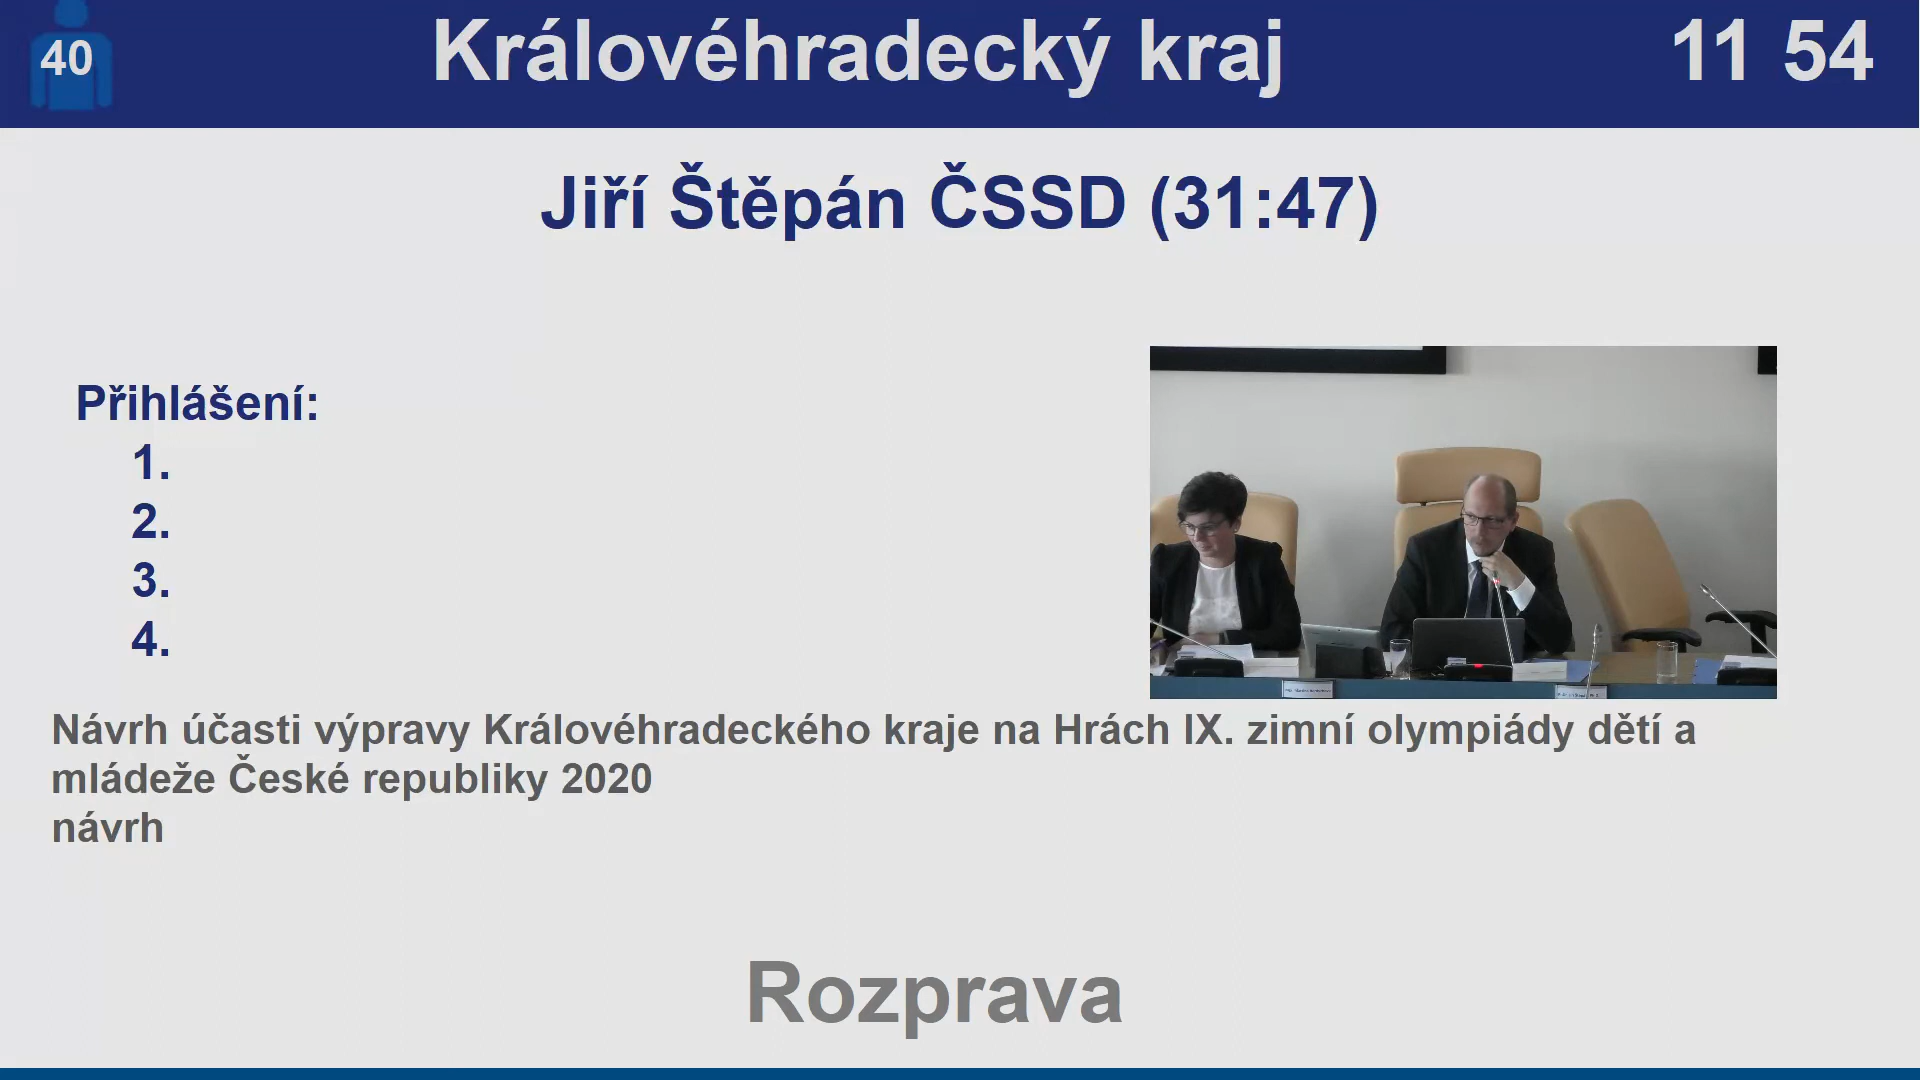 40
Královéhradecký kraj
11 54
Jiří Štěpán ČSSD (31:47)
Přihlášení:
1.
2.
3.
4.
Návrh účasti výpravy Královéhradeckého kraje na Hrách IX. zimní olympiády dětí a
mládeže České republiky 2020
návrh
Rozprava